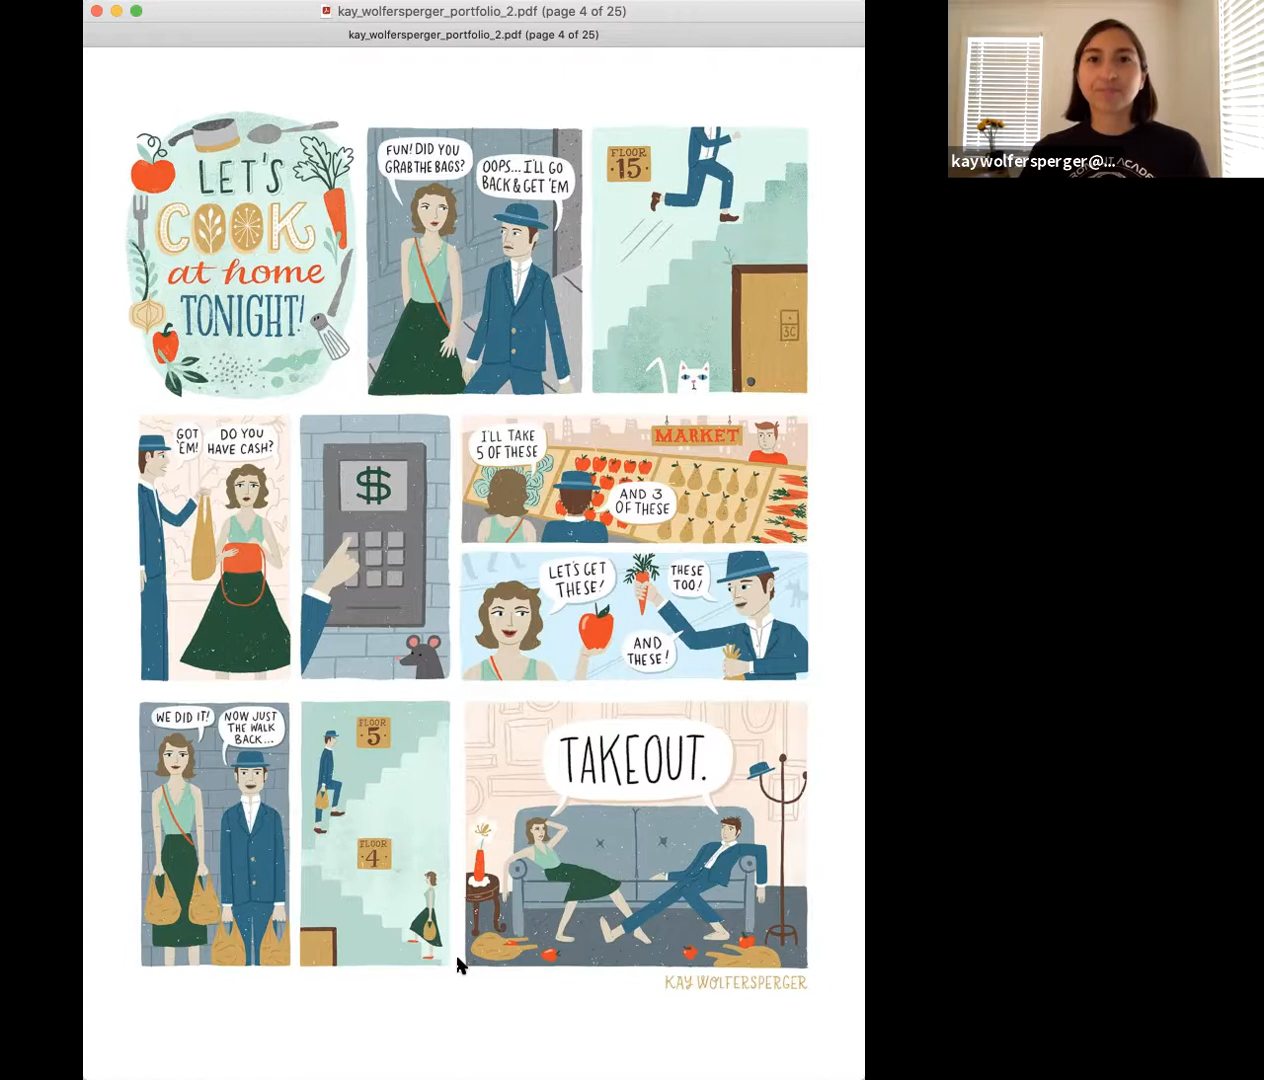 kay_wolfersperger_portfolio_2.pdf (page 4 of 25)
kay_wolfersperger_portfolio_2.pdf (page 4 of 25)
kaywolfersperger@...
LET'S
COOK
at home
TONIGHT!
FUN! DID YOU
GRAB THE BAGS?
OOPS...I'LL GO
BACK & GET 'EM
FLOOR
15
3C
GOT
'EM!
DO YOU
HAVE CASH?
$
I'LL TAKE
5 OF THESE
MARKET
AND 3
OF THESE
LET'S GET
THESE!
THESE
TOO!
AND
THESE!
WE DID IT!
NOW JUST
THE WALK
BACK...
FLOOR
5
FLOOR
4
TAKEOUT.
KAY WOLFERSPERGER